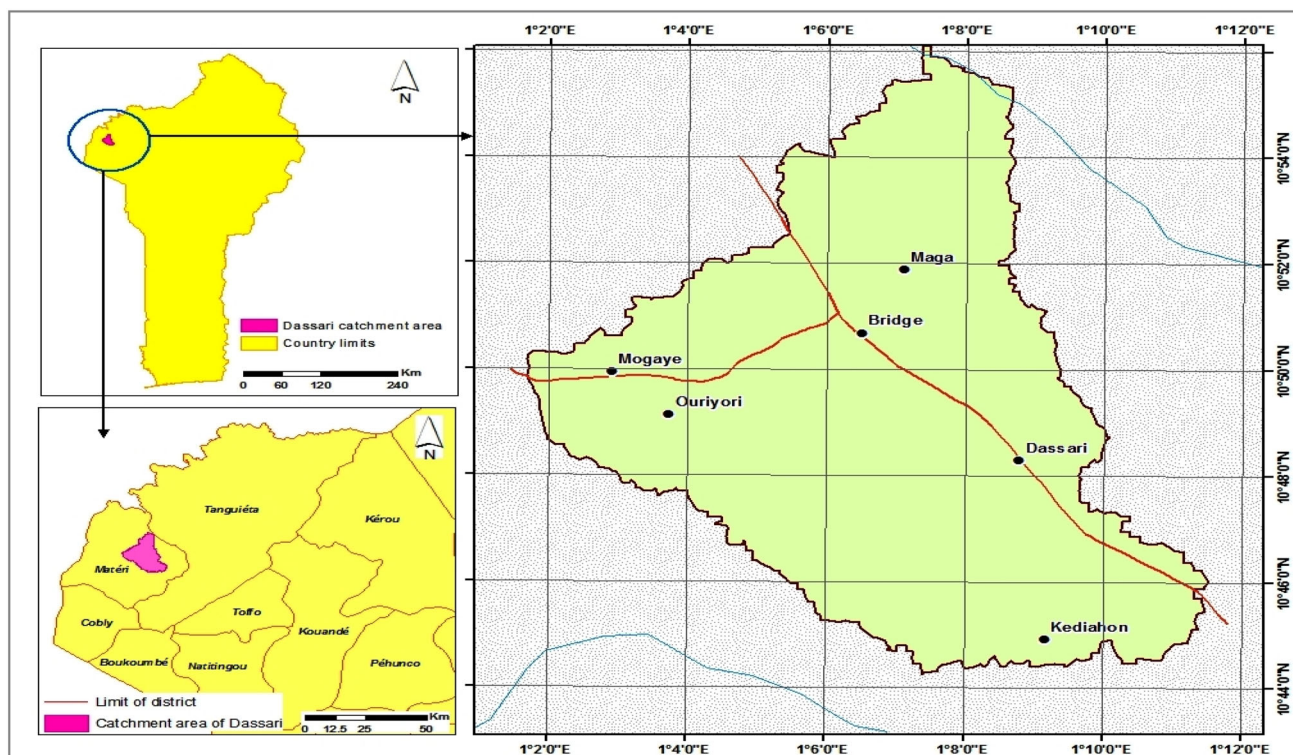 N
Dassari catchment area
Country limits
Km
0 60 120 240
N
Tanguiéta
Kérou
Matéri
Toffo
Cobly
Kouandé
Boukoumbé
Natitingou
Péhunco
Limit of district
Catchment area of Dassari
Km
0 12.5 25 50
1°2'0"E 1°4'0"E 1°6'0"E 1°8'0"E 1°10'0"E 1°12'0"E
10°54'0"N
10°52'0"N
10°50'0"N
10°48'0"N
10°46'0"N
10°44'0"N
Maga
Bridge
Mogaye
Ouriyori
Dassari
Kediahon
1°2'0"E 1°4'0"E 1°6'0"E 1°8'0"E 1°10'0"E 1°12'0"E